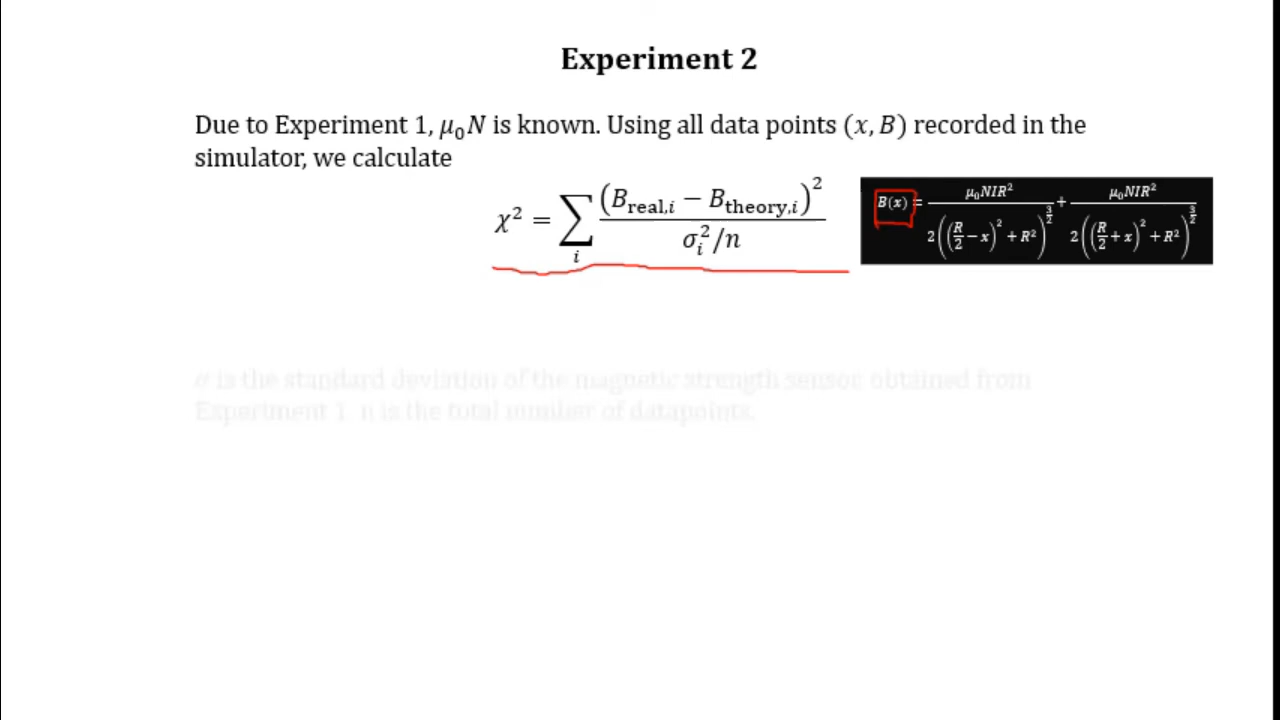 Experiment 2
Due to Experiment 1, μ₀N is known. Using all data points (x, B) recorded in the
simulator, we calculate
χ² = ∑ᵢ (B_real,i − B_theory,i)² / (σᵢ²/n)
B(x) = μ₀NIR² / 2((R/2 − x)² + R²)^(3/2) + μ₀NIR² / 2((R/2 + x)² + R²)^(3/2)
σ is the standard deviation of the magnetic strength sensor obtained from
Experiment 1 n is the total number of datapoints.